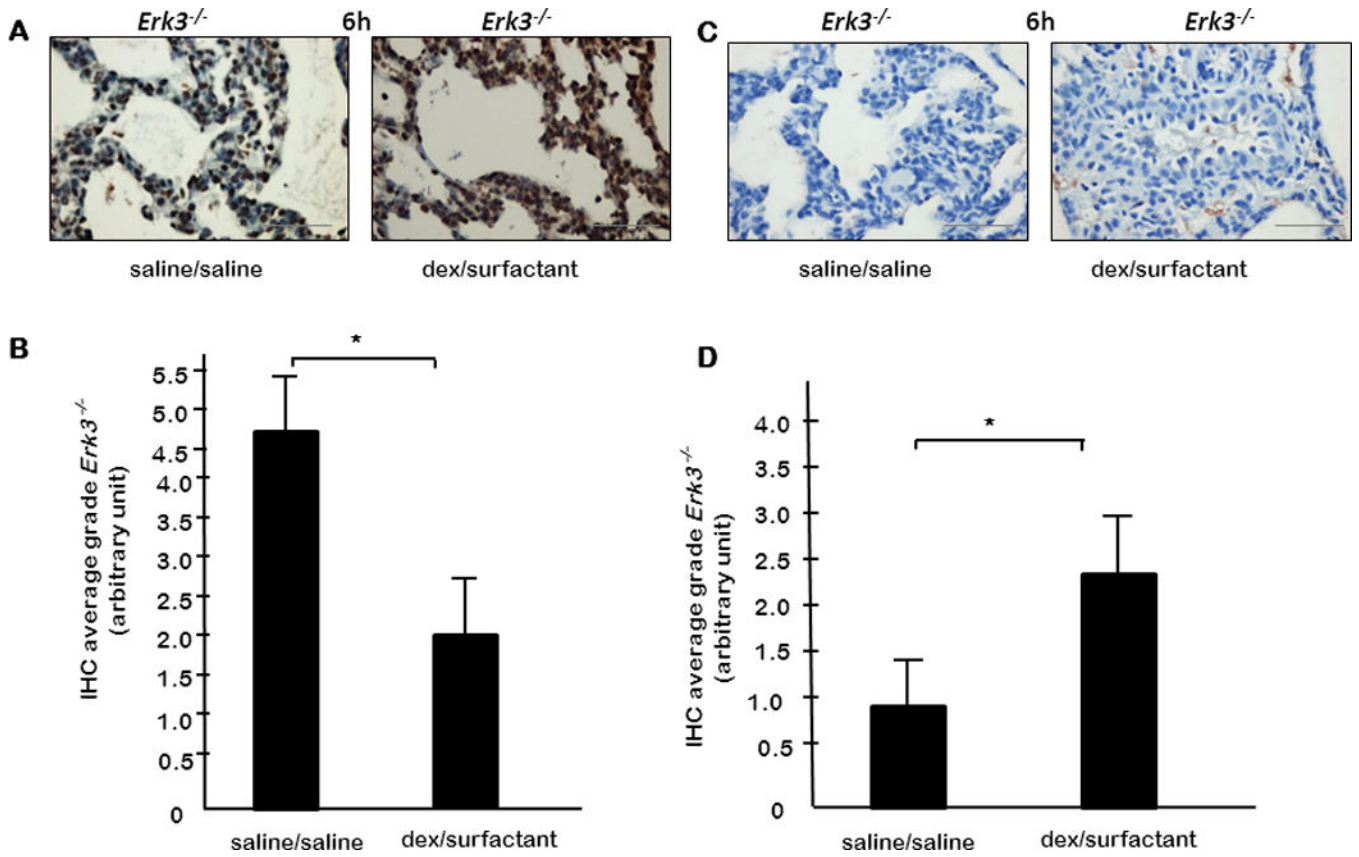 A Erk3-/- 6h Erk3-/-
saline/saline dex/surfactant
C Erk3-/- 6h Erk3-/-
saline/saline dex/surfactant
B
*
IHC average grade Erk3-/-
(arbitrary unit)
5.5
5.0
4.5
4.0
3.5
3.0
2.5
2.0
1.5
1.0
0.5
0
saline/saline dex/surfactant
D
*
IHC average grade Erk3-/-
(arbitrary unit)
4.0
3.5
3.0
2.5
2.0
1.5
1.0
0.5
0
saline/saline dex/surfactant